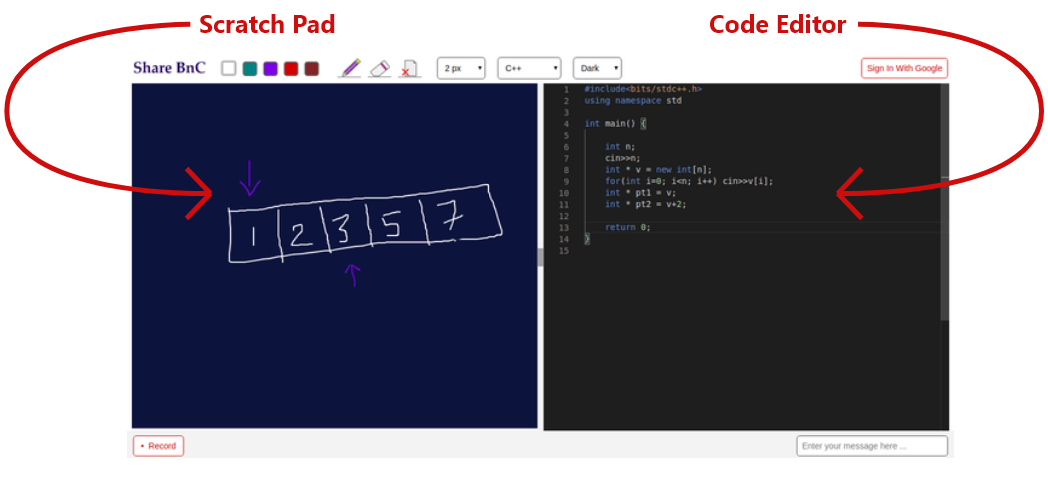 Scratch Pad
Code Editor
Share BnC
2 px
C++
Dark
Sign In With Google
1 2 3 5 7
1 #include<bits/stdc++.h>
2 using namespace std
3
4 int main() {
5
6 int n;
7 cin>>n;
8 int * v = new int[n];
9 for(int i=0; i<n; i++) cin>>v[i];
10 int * pt1 = v;
11 int * pt2 = v+2;
12
13 return 0;
14 }
15
• Record
Enter your message here ...